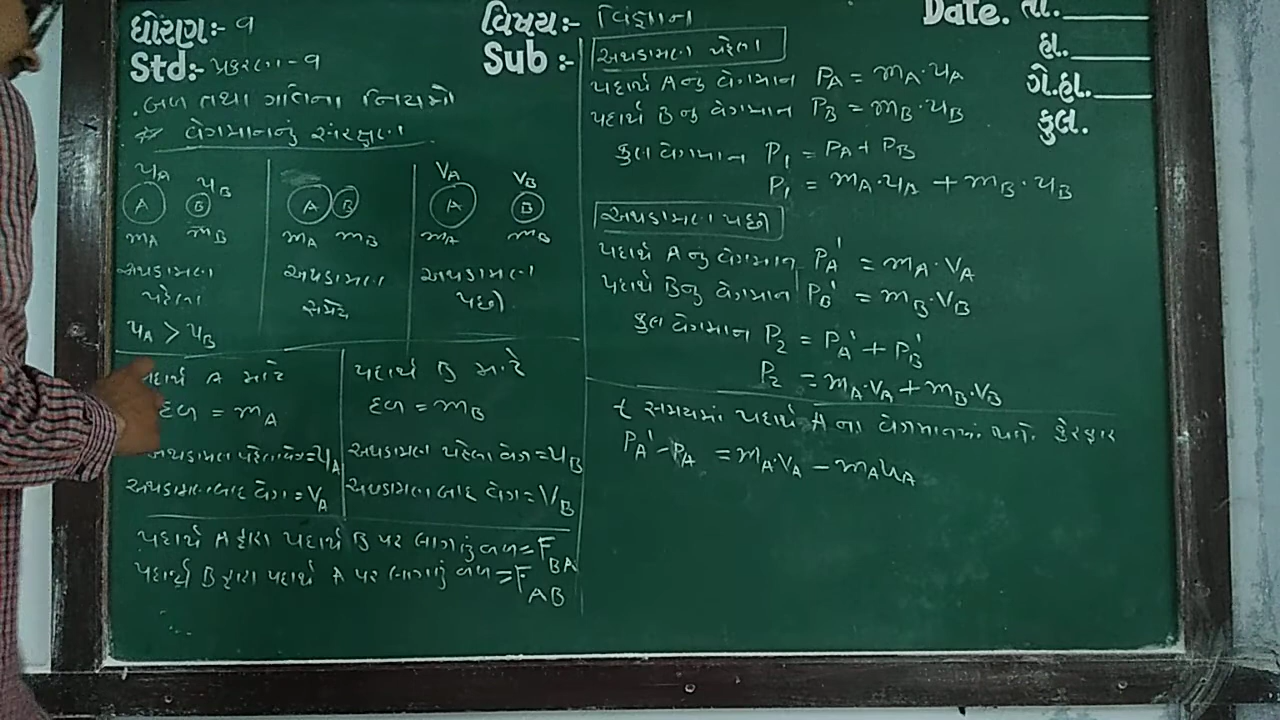 ધોરણ:- ૧
Std:- પ્રકરણ - ૧
વિષય:- વિજ્ઞાન
Sub :-
Date. તા.
હા.
ગે.હા.
કુલ.
. બળ તથા ગતિના નિયમો
* વેગમાનનું સંરક્ષણ
uA uB
A B
mA mB
અથડામણ
પહેલા
uA > uB
A B
mA mB
અથડામણ
સમયે
VA VB
A B
mA mB
અથડામણ
પછી
પદાર્થ A માટે
દળ = mA
અથડામણ પહેલા વેગ = uA
અથડામણ બાદ વેગ = VA
પદાર્થ B માટે
દળ = mB
અથડામણ પહેલા વેગ = uB
અથડામણ બાદ વેગ = VB
પદાર્થ A દ્વારા પદાર્થ B પર લાગતું બળ = FBA
પદાર્થ B દ્વારા પદાર્થ A પર લાગતું બળ = FAB
અથડામણ પહેલા
પદાર્થ A નુ વેગમાન PA = mA·uA
પદાર્થ B નુ વેગમાન PB = mB·uB
કુલ વેગમાન P1 = PA + PB
P1 = mA·uA + mB·uB
અથડામણ પછી
પદાર્થ A નુ વેગમાન PA' = mA·VA
પદાર્થ B નુ વેગમાન PB' = mB·VB
કુલ વેગમાન P2 = PA' + PB'
P2 = mA·VA + mB·VB
t સમયમાં પદાર્થ A ના વેગમાનમાં થતો ફેરફાર
PA' - PA = mA·VA - mAuA